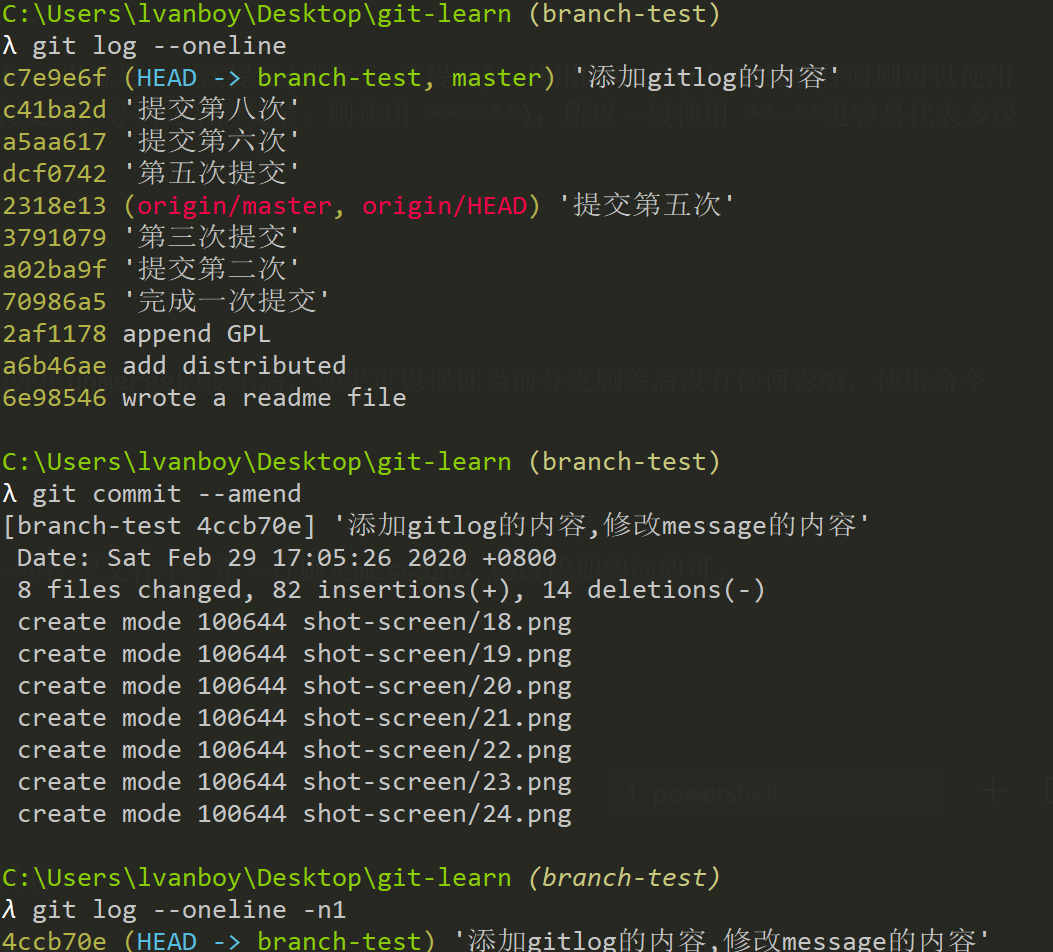 C:\Users\lvanboy\Desktop\git-learn (branch-test)
λ git log --oneline
c7e9e6f (HEAD -> branch-test, master) '添加gitlog的内容'
c41ba2d '提交第八次'
a5aa617 '提交第六次'
dcf0742 '第五次提交'
2318e13 (origin/master, origin/HEAD) '提交第五次'
3791079 '第三次提交'
a02ba9f '提交第二次'
70986a5 '完成一次提交'
2af1178 append GPL
a6b46ae add distributed
6e98546 wrote a readme file
C:\Users\lvanboy\Desktop\git-learn (branch-test)
λ git commit --amend
[branch-test 4ccb70e] '添加gitlog的内容,修改message的内容'
Date: Sat Feb 29 17:05:26 2020 +0800
8 files changed, 82 insertions(+), 14 deletions(-)
create mode 100644 shot-screen/18.png
create mode 100644 shot-screen/19.png
create mode 100644 shot-screen/20.png
create mode 100644 shot-screen/21.png
create mode 100644 shot-screen/22.png
create mode 100644 shot-screen/23.png
create mode 100644 shot-screen/24.png
1: powershell
C:\Users\lvanboy\Desktop\git-learn (branch-test)
λ git log --oneline -n1
4ccb70e (HEAD -> branch-test) '添加gitlog的内容,修改message的内容'